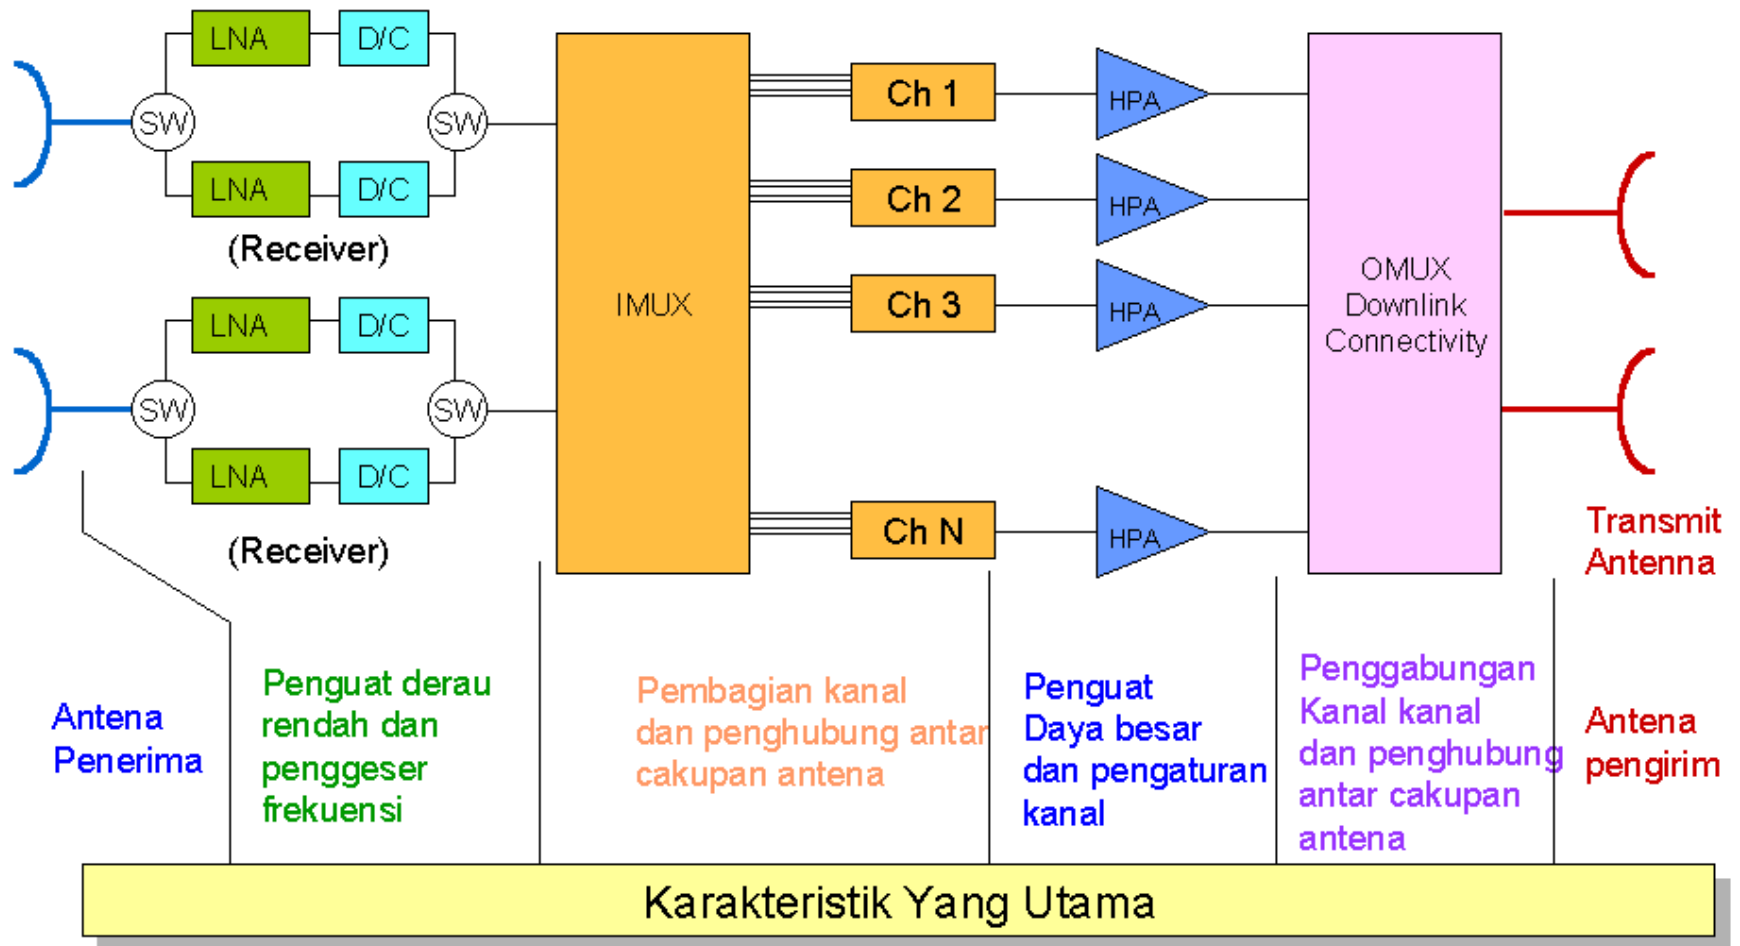 LNA
D/C
SW
SW
LNA
D/C
(Receiver)
LNA
D/C
SW
SW
LNA
D/C
(Receiver)
IMUX
Ch 1
Ch 2
Ch 3
Ch N
HPA
HPA
HPA
HPA
OMUX
Downlink
Connectivity
Transmit
Antenna
Antena
Penerima
Penguat derau
rendah dan
penggeser
frekuensi
Pembagian kanal
dan penghubung antar
cakupan antena
Penguat
Daya besar
dan pengaturan
kanal
Penggabungan
Kanal kanal
dan penghubung
antar cakupan
antena
Antena
pengirim
Karakteristik Yang Utama